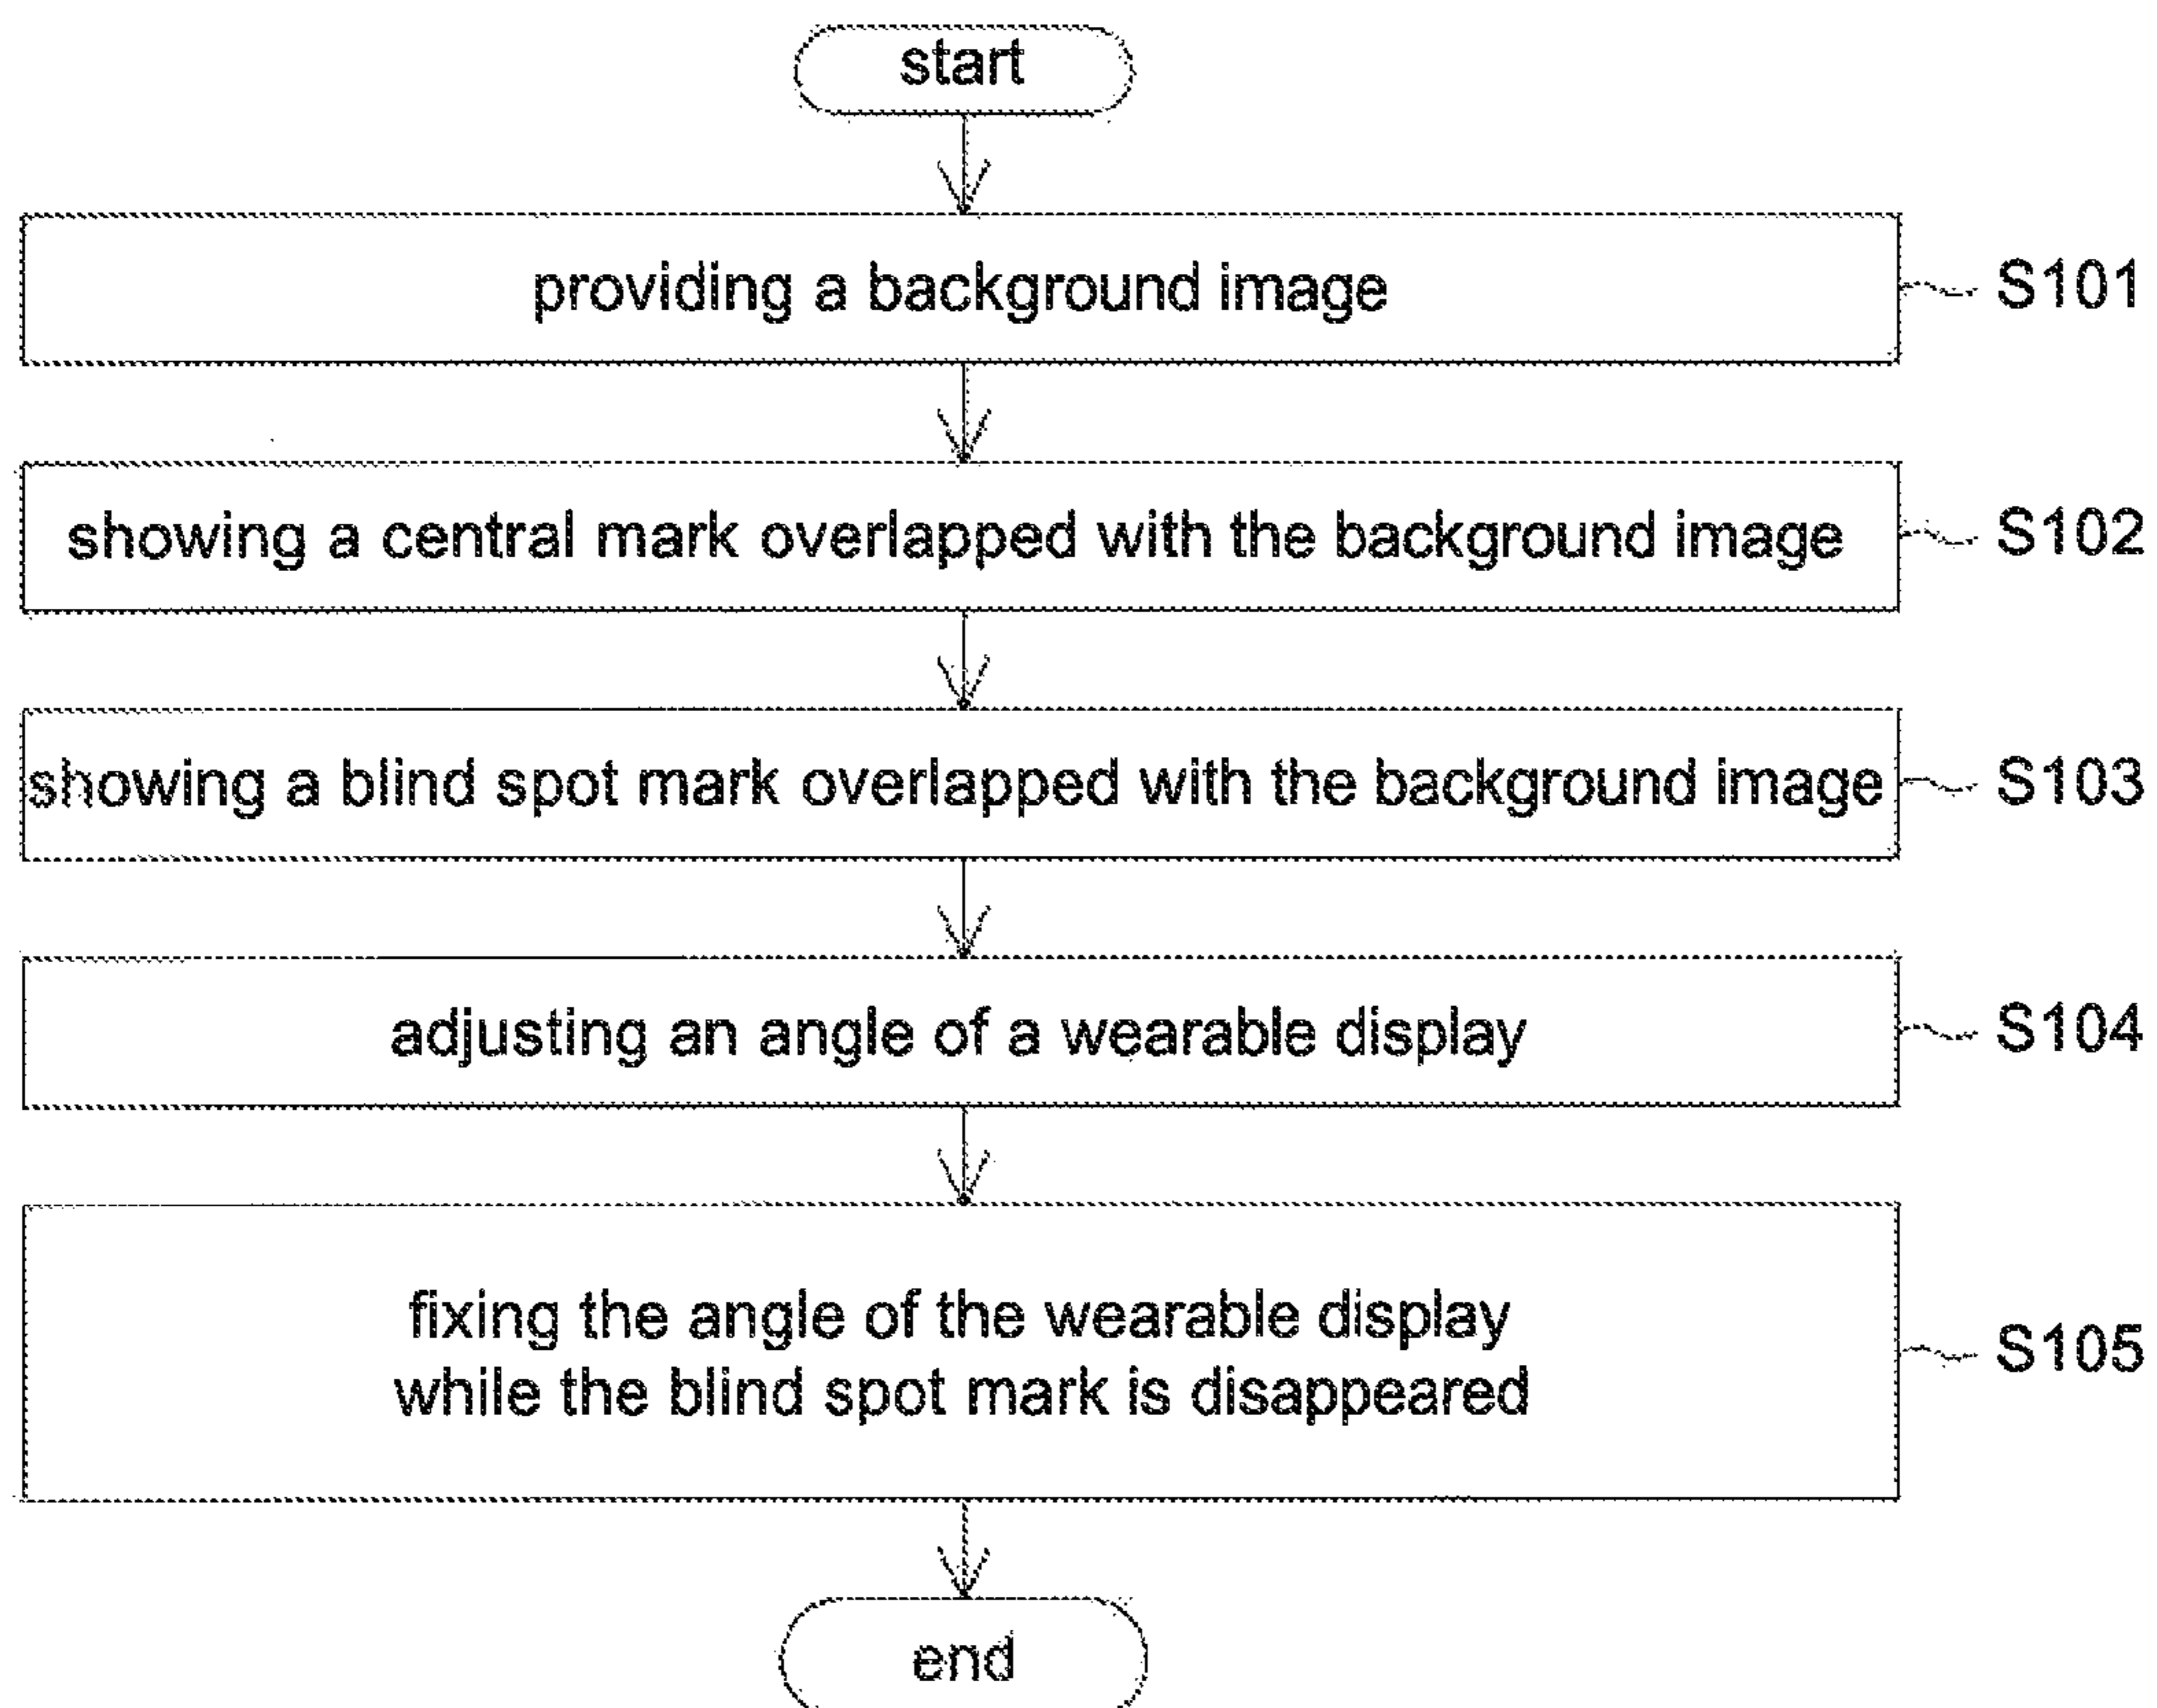 start
providing a background image
S101
showing a central mark overlapped with the background image
S102
showing a blind spot mark overlapped with the background image
S103
adjusting an angle of a wearable display
S104
fixing the angle of the wearable display
while the blind spot mark is disappeared
S105
end